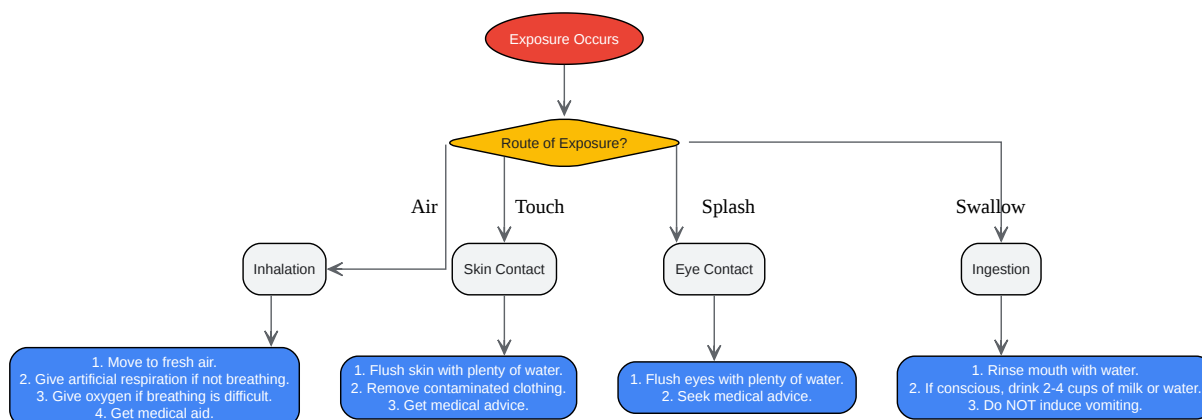 Exposure Occurs
Route of Exposure?
Air
Touch
Splash
Swallow
Inhalation
Skin Contact
Eye Contact
Ingestion
1. Move to fresh air.
2. Give artificial respiration if not breathing.
3. Give oxygen if breathing is difficult.
4. Get medical aid.
1. Flush skin with plenty of water.
2. Remove contaminated clothing.
3. Get medical advice.
1. Flush eyes with plenty of water.
2. Seek medical advice.
1. Rinse mouth with water.
2. If conscious, drink 2-4 cups of milk or water.
3. Do NOT induce vomiting.